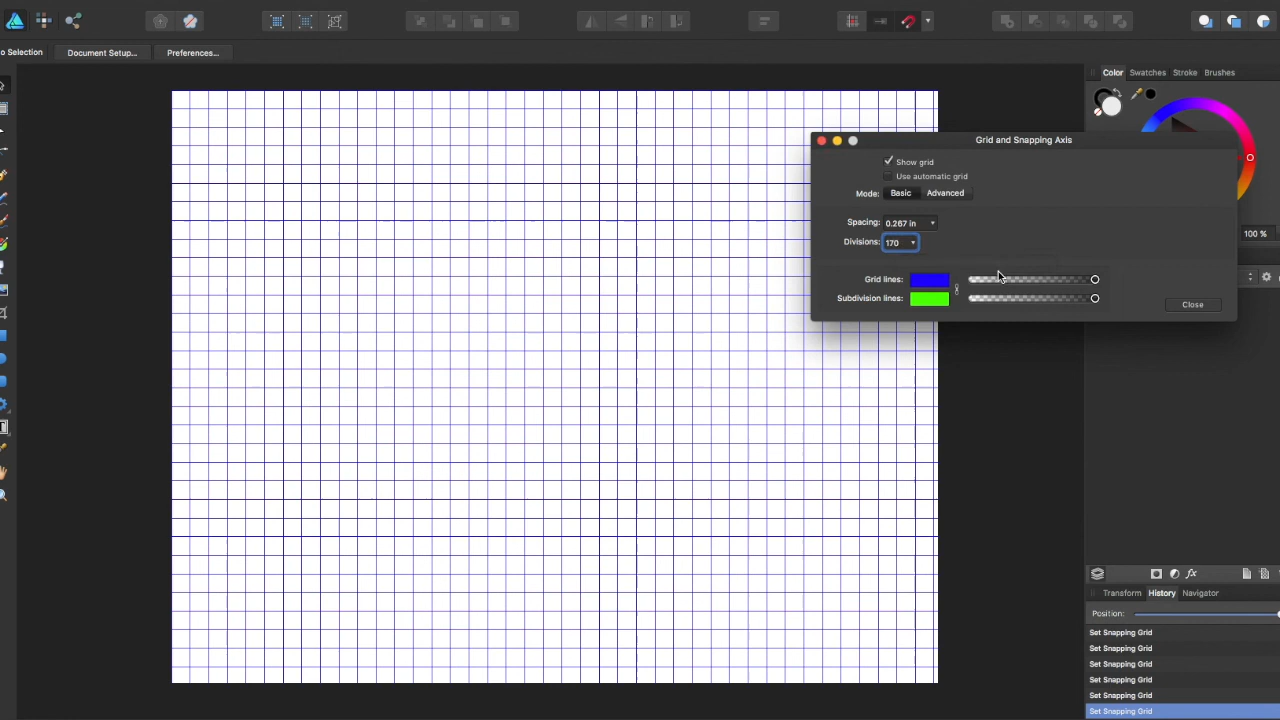 o Selection
Document Setup...
Preferences...
Color
Swatches
Stroke
Brushes
Grid and Snapping Axis
Show grid
Use automatic grid
Mode:
Basic
Advanced
Spacing:
0.267 in
100 %
Divisions:
170
Grid lines:
Subdivision lines:
Close
fx
Transform
History
Navigator
Position:
Set Snapping Grid
Set Snapping Grid
Set Snapping Grid
Set Snapping Grid
Set Snapping Grid
Set Snapping Grid